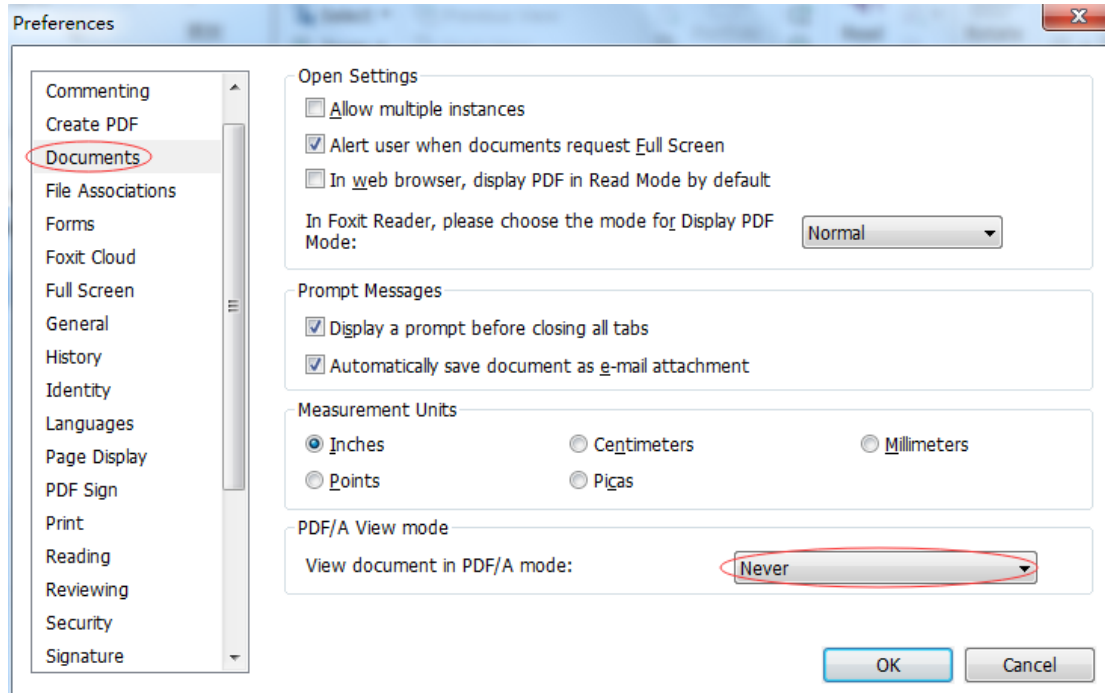 Preferences
Select
Commenting
Create PDF
Documents
File Associations
Forms
Foxit Cloud
Full Screen
General
History
Identity
Languages
Page Display
PDF Sign
Print
Reading
Reviewing
Security
Signature
Open Settings
Allow multiple instances
Alert user when documents request Full Screen
In web browser, display PDF in Read Mode by default
In Foxit Reader, please choose the mode for Display PDF
Mode:
Normal
Prompt Messages
Display a prompt before closing all tabs
Automatically save document as e-mail attachment
Measurement Units
Inches
Centimeters
Millimeters
Points
Picas
PDF/A View mode
View document in PDF/A mode:
Never
OK
Cancel